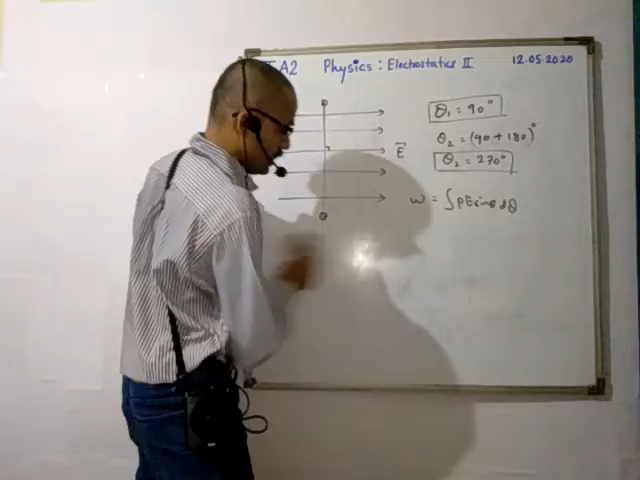 A2 Physics : Electrostatics II 12.05.2020
θ₁ = 90°
θ₂ = (90 + 180)°
θ₂ = 270°
E
W = ∫PE sinθ dθ